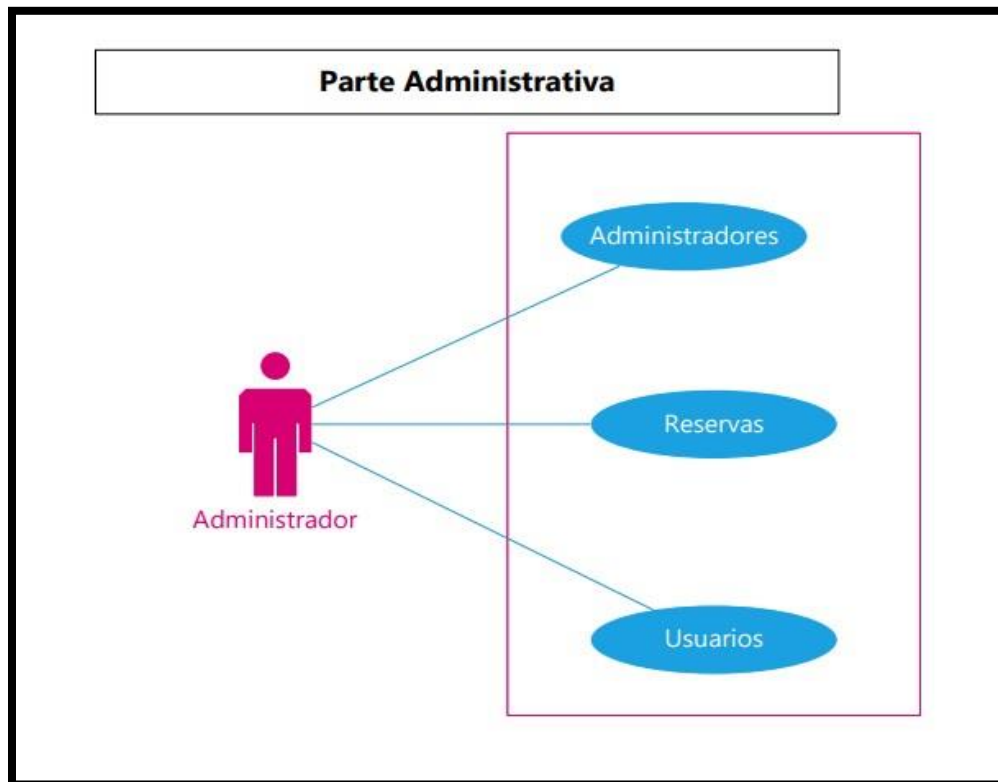 Parte Administrativa
Administradores
Reservas
Administrador
Usuarios